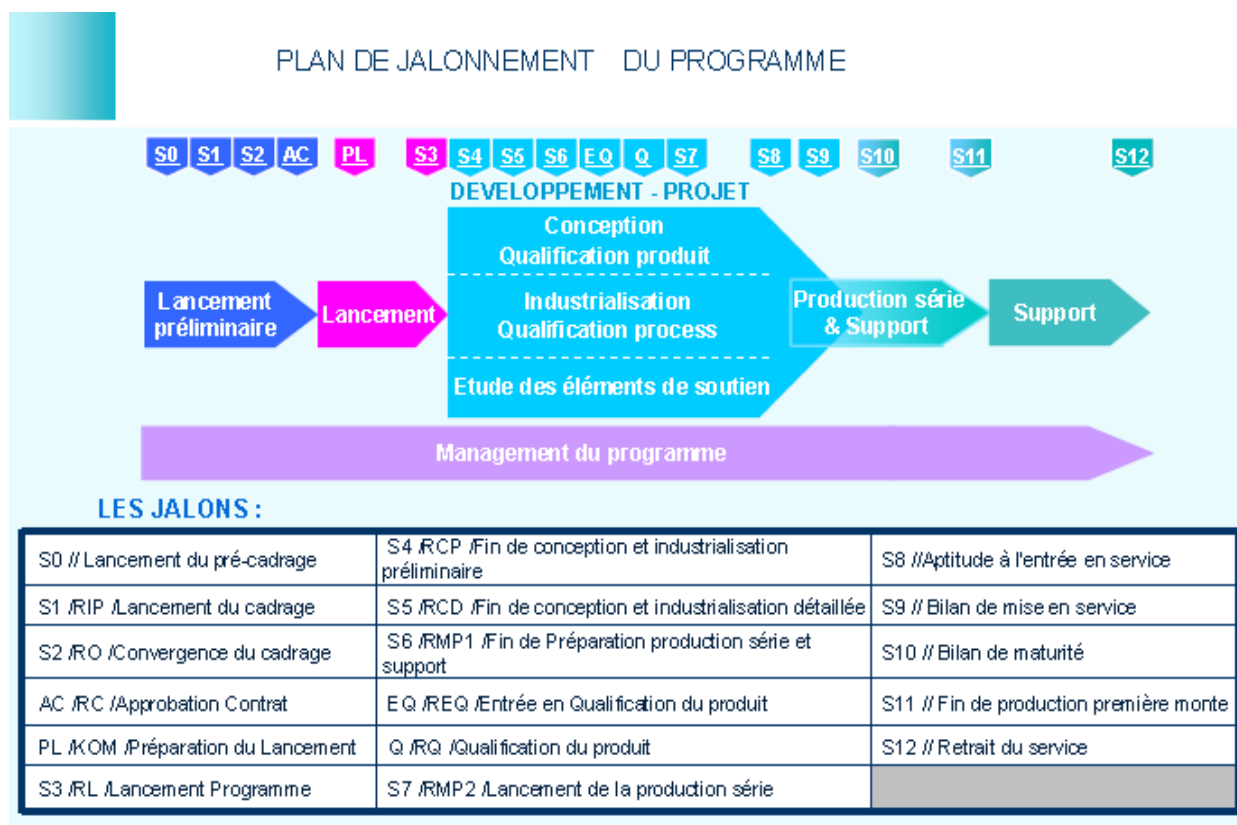 PLAN DE JALONNEMENT DU PROGRAMME
S0 S1 S2 AC PL S3 S4 S5 S6 EQ Q S7 S8 S9 S10 S11 S12
DEVELOPPEMENT - PROJET
Conception
Qualification produit
Lancement
préliminaire
Lancement
Industrialisation
Qualification process
Production série
& Support
Support
Etude des éléments de soutien
Management du programme
LES JALONS :
S0 // Lancement du pré-cadrage
S4 /RCP /Fin de conception et industrialisation
préliminaire
S8 //Aptitude à l'entrée en service
S1 /RIP /Lancement du cadrage
S5 /RCD /Fin de conception et industrialisation détaillée
S9 // Bilan de mise en service
S2 /RO /Convergence du cadrage
S6 /RMP1 /Fin de Préparation production série et
support
S10 // Bilan de maturité
AC /RC /Approbation Contrat
EQ /REQ /Entrée en Qualification du produit
S11 // Fin de production première monte
PL /KOM /Préparation du Lancement
Q /RQ /Qualification du produit
S12 // Retrait du service
S3 /RL /Lancement Programme
S7 /RMP2 /Lancement de la production série